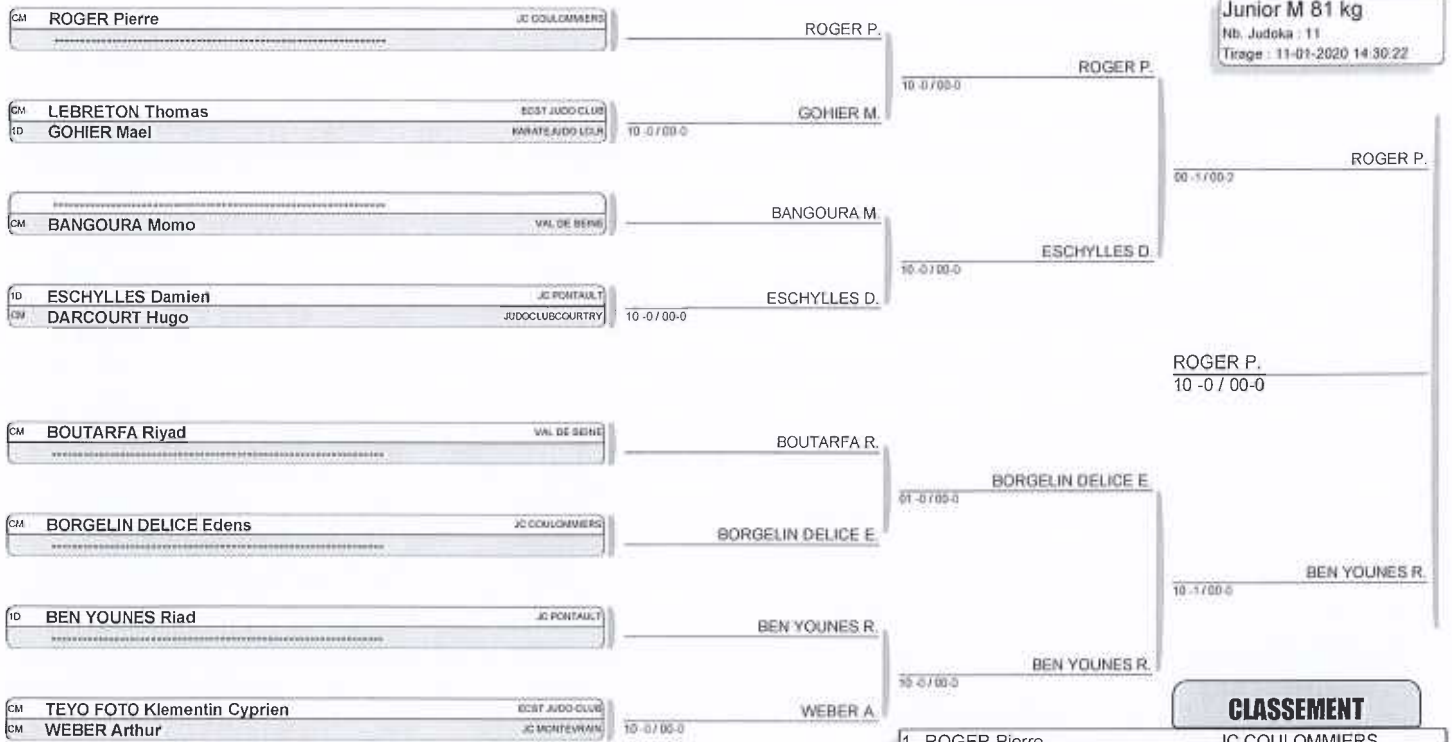 Junior M 81 kg
Nb. Judoka : 11
Tirage : 11-01-2020 14:30:22
CM ROGER Pierre JC COULOMMIERS
CM LEBRETON Thomas ECST JUDO CLUB
1D GOHIER Mael KARATE JUDO LCLR
CM BANGOURA Momo VAL DE SEINE
1D ESCHYLLES Damien JC PONTAULT
CM DARCOURT Hugo JUDOCLUBCOURTRY
CM BOUTARFA Riyad VAL DE SEINE
CM BORGELIN DELICE Edens JC COULOMMIERS
1D BEN YOUNES Riad JC PONTAULT
CM TEYO FOTO Klementin Cyprien ECST JUDO CLUB
CM WEBER Arthur JC MONTEVRAIN
ROGER P.
GOHIER M.
10 -0 / 00-0
BANGOURA M.
ESCHYLLES D.
10 -0 / 00-0
BOUTARFA R.
BORGELIN DELICE E.
BEN YOUNES R.
WEBER A.
10 -0 / 00-0
ROGER P.
10 -0 / 00-0
ESCHYLLES D.
10 -0 / 00-0
BORGELIN DELICE E.
01 -0 / 00-0
BEN YOUNES R.
10 -0 / 00-0
ROGER P.
00 -1 / 00-2
BEN YOUNES R.
10 -1 / 00-0
ROGER P.
10 -0 / 00-0
CLASSEMENT
1 ROGER Pierre JC COULOMMIERS